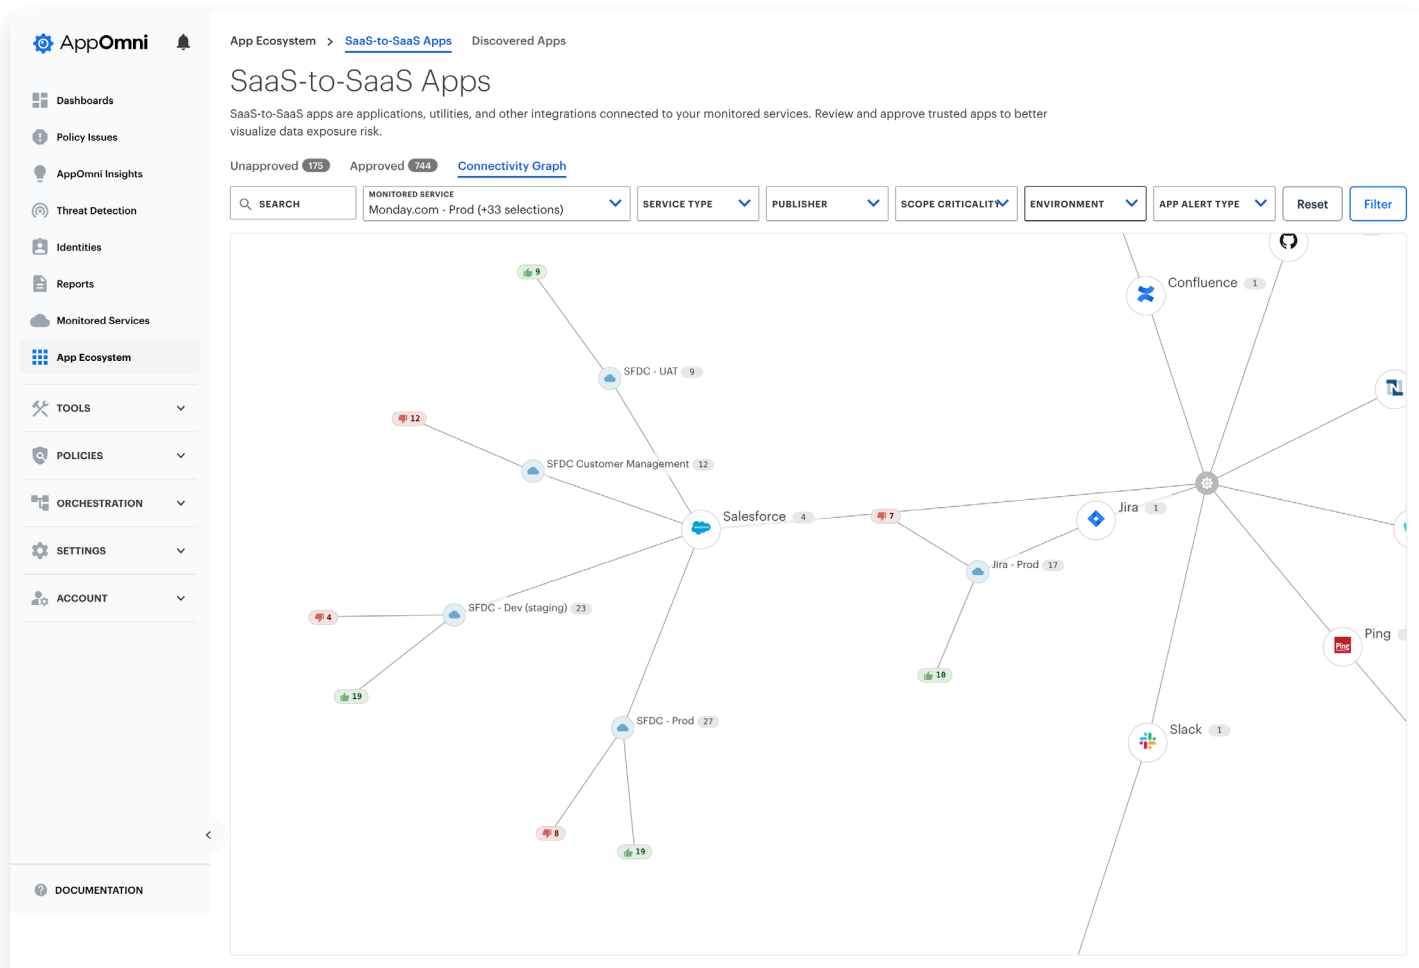 AppOmni
App Ecosystem > SaaS-to-SaaS Apps Discovered Apps
SaaS-to-SaaS Apps
SaaS-to-SaaS apps are applications, utilities, and other integrations connected to your monitored services. Review and approve trusted apps to better
visualize data exposure risk.
Unapproved 175 Approved 744 Connectivity Graph
SEARCH
MONITORED SERVICE
Monday.com - Prod (+33 selections)
SERVICE TYPE
PUBLISHER
SCOPE CRITICALITY
ENVIRONMENT
APP ALERT TYPE
Reset
Filter
Dashboards
Policy Issues
AppOmni Insights
Threat Detection
Identities
Reports
Monitored Services
App Ecosystem
TOOLS
POLICIES
ORCHESTRATION
SETTINGS
ACCOUNT
DOCUMENTATION
9
Confluence 1
SFDC - UAT 9
12
SFDC Customer Management 12
Salesforce 4
7
Jira 1
Jira - Prod 17
SFDC - Dev (staging) 23
4
19
10
Ping
Ping
SFDC - Prod 27
Slack 1
8
19